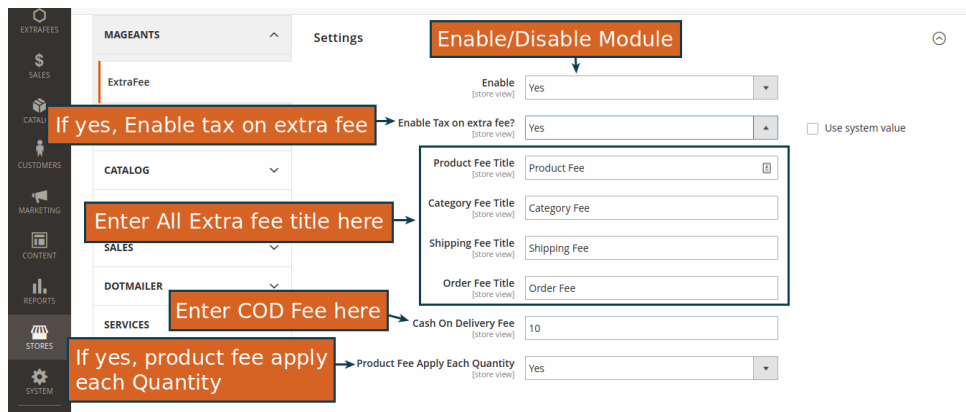 EXTRAFEES
SALES
CATAL
CUSTOMERS
MARKETING
CONTENT
REPORTS
STORES
SYSTEM
MAGEANTS
ExtraFee
CATALOG
SALES
DOTMAILER
SERVICES
Settings
Enable/Disable Module
Enable
[store view]
Yes
If yes, Enable tax on extra fee
Enable Tax on extra fee?
[store view]
Yes
Use system value
Product Fee Title
[store view]
Product Fee
Category Fee Title
[store view]
Category Fee
Enter All Extra fee title here
Shipping Fee Title
[store view]
Shipping Fee
Order Fee Title
[store view]
Order Fee
Enter COD Fee here
Cash On Delivery Fee
[store view]
10
If yes, product fee apply
each Quantity
Product Fee Apply Each Quantity
[store view]
Yes